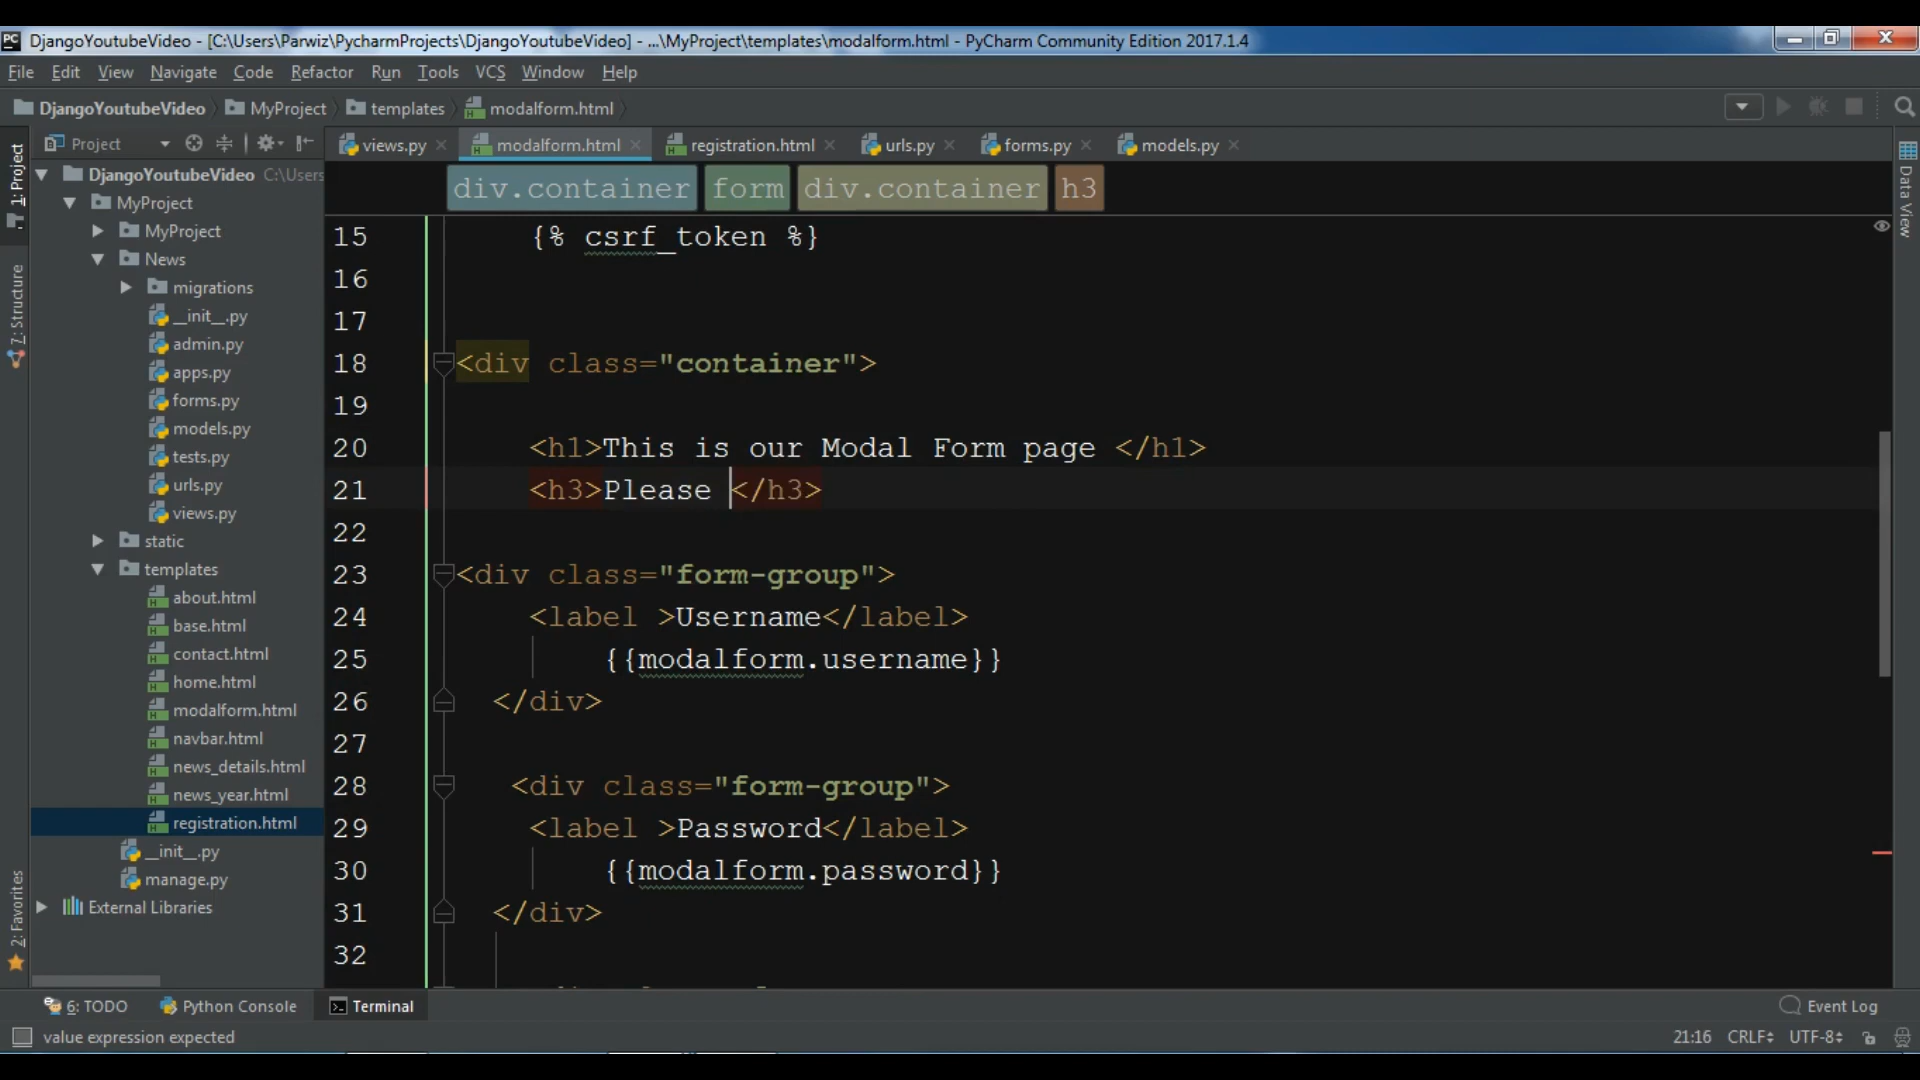 DjangoYoutubeVideo - [C:\Users\Parwiz\PycharmProjects\DjangoYoutubeVideo] - ...\MyProject\templates\modalform.html - PyCharm Community Edition 2017.1.4
File Edit View Navigate Code Refactor Run Tools VCS Window Help
DjangoYoutubeVideo MyProject templates modalform.html
Project
views.py modalform.html registration.html urls.py forms.py models.py
1: Project
7: Structure
2: Favorites
DjangoYoutubeVideo C:\Users
MyProject
MyProject
News
migrations
__init__.py
admin.py
apps.py
forms.py
models.py
tests.py
urls.py
views.py
static
templates
about.html
base.html
contact.html
home.html
modalform.html
navbar.html
news_details.html
news_year.html
registration.html
__init__.py
manage.py
External Libraries
div.container form div.container h3
15 {% csrf_token %}
16
17
18 <div class="container">
19
20 <h1>This is our Modal Form page </h1>
21 <h3>Please </h3>
22
23 <div class="form-group">
24 <label >Username</label>
25 {{modalform.username}}
26 </div>
27
28 <div class="form-group">
29 <label >Password</label>
30 {{modalform.password}}
31 </div>
32
Data View
6: TODO Python Console Terminal Event Log
value expression expected 21:16 CRLF UTF-8